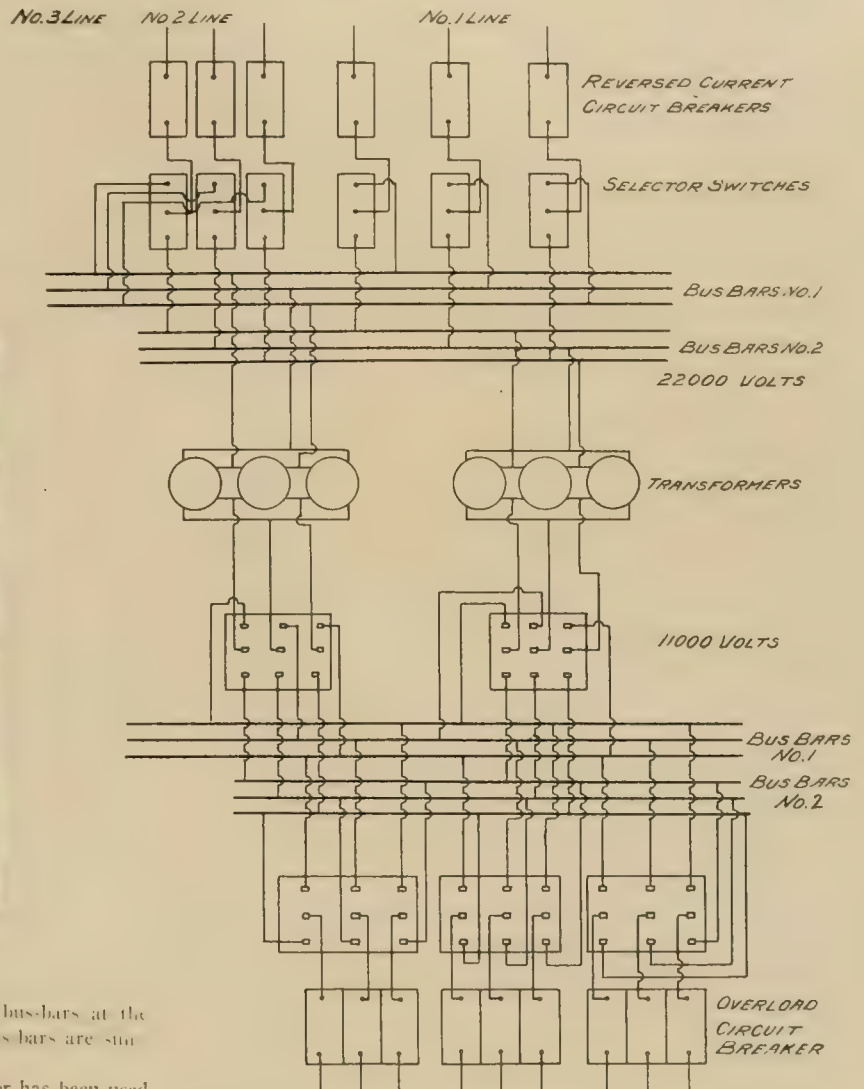 No. 3 LINE No 2 LINE No. 1 LINE
REVERSED CURRENT
CIRCUIT BREAKERS
SELECTOR SWITCHES
BUS BARS. No. 1
BUS BARS No. 2
22000 VOLTS
TRANSFORMERS
11000 VOLTS
BUS BARS
No. 1
BUS BARS
No. 2
OVERLOAD
CIRCUIT
BREAKER
bus-bars at the
bars are
r has been used